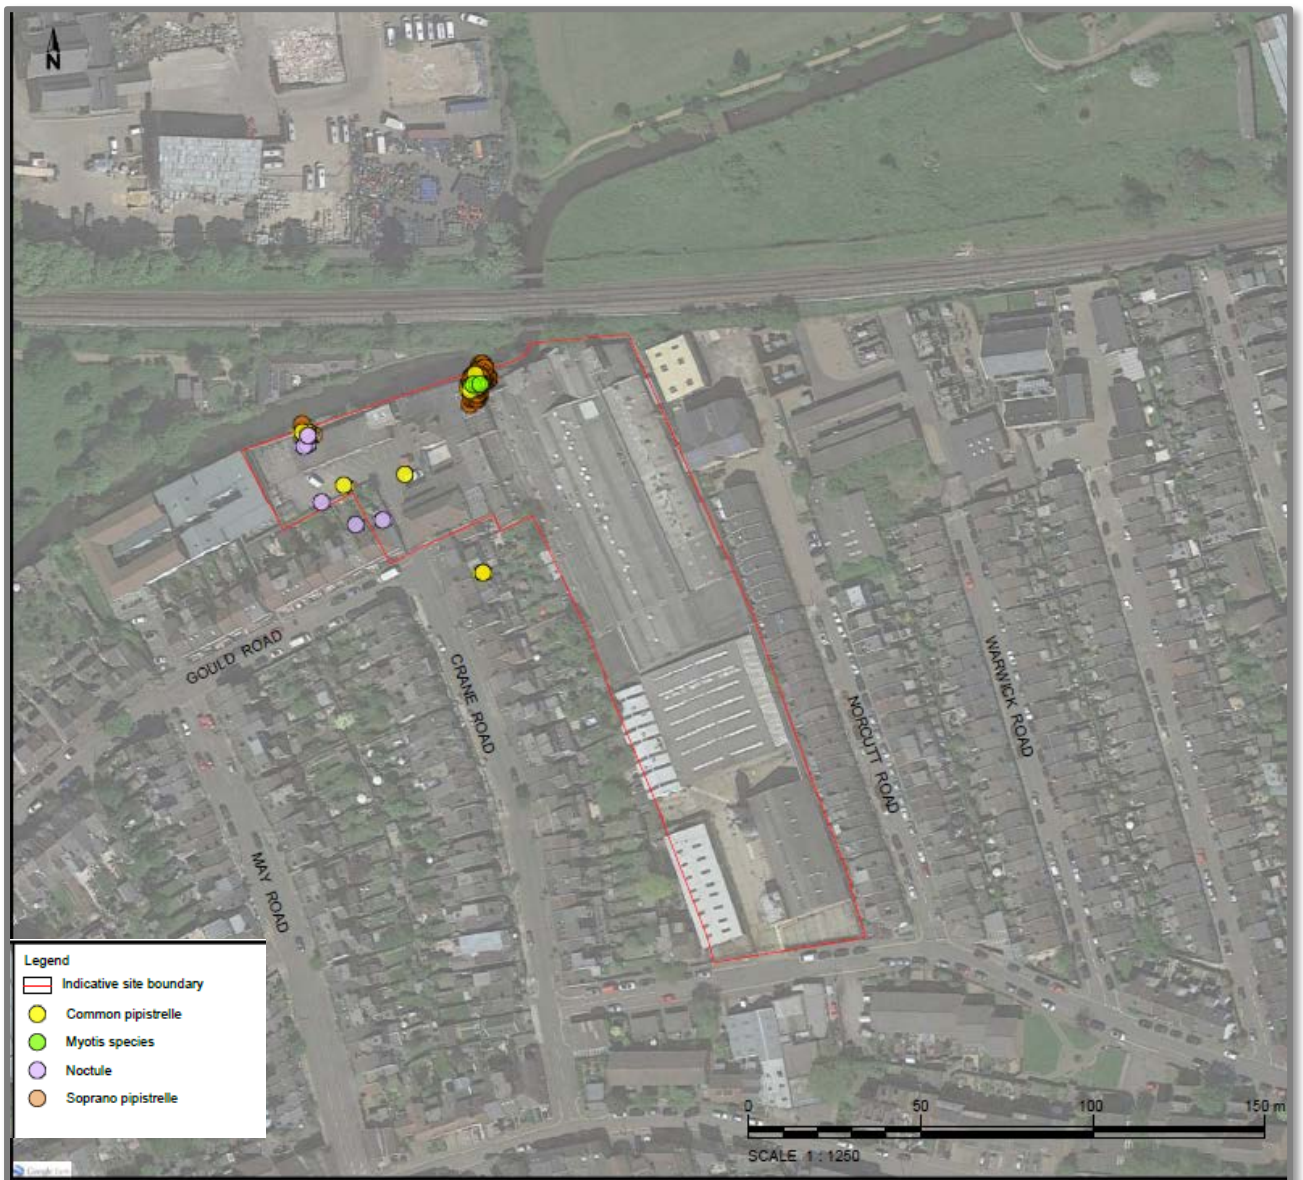 N
GOULD ROAD
CRANE ROAD
MAY ROAD
NORCUTT ROAD
WARWICK ROAD
Legend
Indicative site boundary
Common pipistrelle
Myotis species
Noctule
Soprano pipistrelle
0 50 100 150 m
SCALE 1 : 1250
Google